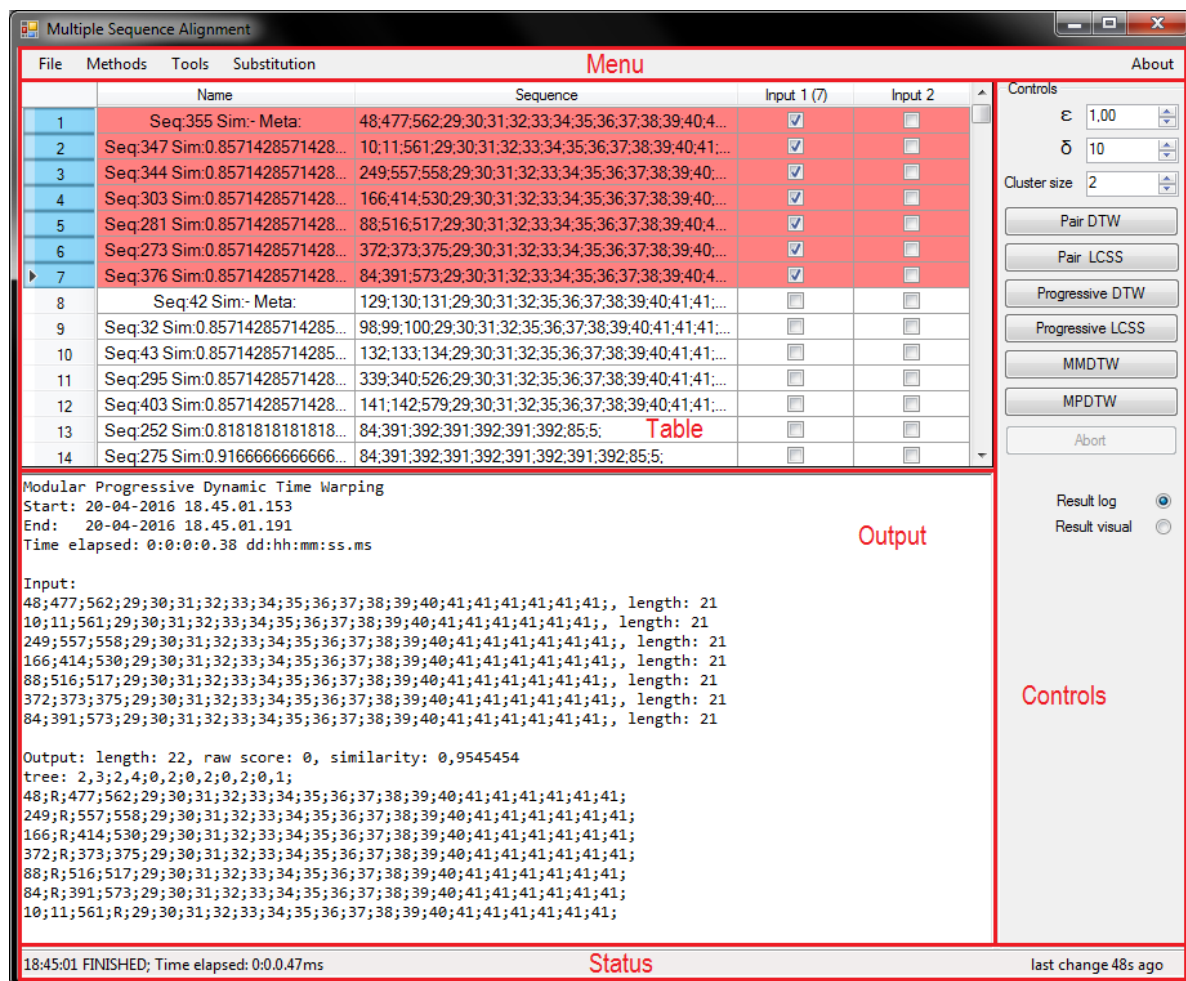 Multiple Sequence Alignment
File Methods Tools Substitution Menu About
Name Sequence Input 1 (7) Input 2
1 Seq:355 Sim:- Meta: 48;477;562;29;30;31;32;33;34;35;36;37;38;39;40;4...
2 Seq:347 Sim:0.8571428571428... 10;11;561;29;30;31;32;33;34;35;36;37;38;39;40;41;...
3 Seq:344 Sim:0.8571428571428... 249;557;558;29;30;31;32;33;34;35;36;37;38;39;40;...
4 Seq:303 Sim:0.8571428571428... 166;414;530;29;30;31;32;33;34;35;36;37;38;39;40;...
5 Seq:281 Sim:0.8571428571428... 88;516;517;29;30;31;32;33;34;35;36;37;38;39;40;4...
6 Seq:273 Sim:0.8571428571428... 372;373;375;29;30;31;32;33;34;35;36;37;38;39;40;...
7 Seq:376 Sim:0.8571428571428... 84;391;573;29;30;31;32;33;34;35;36;37;38;39;40;4...
8 Seq:42 Sim:- Meta: 129;130;131;29;30;31;32;35;36;37;38;39;40;41;41;...
9 Seq:32 Sim:0.85714285714285... 98;99;100;29;30;31;32;35;36;37;38;39;40;41;41;41;...
10 Seq:43 Sim:0.85714285714285... 132;133;134;29;30;31;32;35;36;37;38;39;40;41;41;...
11 Seq:295 Sim:0.8571428571428... 339;340;526;29;30;31;32;35;36;37;38;39;40;41;41;...
12 Seq:403 Sim:0.8571428571428... 141;142;579;29;30;31;32;35;36;37;38;39;40;41;41;...
13 Seq:252 Sim:0.8181818181818... 84;391;392;391;392;391;392;85;5; Table
14 Seq:275 Sim:0.9166666666666... 84;391;392;391;392;391;392;391;392;85;5;
Controls
ε 1,00
δ 10
Cluster size 2
Pair DTW
Pair LCSS
Progressive DTW
Progressive LCSS
MMDTW
MPDTW
Abort
Result log
Result visual
Controls
Modular Progressive Dynamic Time Warping
Start: 20-04-2016 18.45.01.153
End: 20-04-2016 18.45.01.191
Time elapsed: 0:0:0:0.38 dd:hh:mm:ss.ms
Output
Input:
48;477;562;29;30;31;32;33;34;35;36;37;38;39;40;41;41;41;41;41;41;, length: 21
10;11;561;29;30;31;32;33;34;35;36;37;38;39;40;41;41;41;41;41;41;, length: 21
249;557;558;29;30;31;32;33;34;35;36;37;38;39;40;41;41;41;41;41;41;, length: 21
166;414;530;29;30;31;32;33;34;35;36;37;38;39;40;41;41;41;41;41;41;, length: 21
88;516;517;29;30;31;32;33;34;35;36;37;38;39;40;41;41;41;41;41;41;, length: 21
372;373;375;29;30;31;32;33;34;35;36;37;38;39;40;41;41;41;41;41;41;, length: 21
84;391;573;29;30;31;32;33;34;35;36;37;38;39;40;41;41;41;41;41;41;, length: 21
Output: length: 22, raw score: 0, similarity: 0,9545454
tree: 2,3;2,4;0,2;0,2;0,2;0,1;
48;R;477;562;29;30;31;32;33;34;35;36;37;38;39;40;41;41;41;41;41;41;
249;R;557;558;29;30;31;32;33;34;35;36;37;38;39;40;41;41;41;41;41;41;
166;R;414;530;29;30;31;32;33;34;35;36;37;38;39;40;41;41;41;41;41;41;
372;R;373;375;29;30;31;32;33;34;35;36;37;38;39;40;41;41;41;41;41;41;
88;R;516;517;29;30;31;32;33;34;35;36;37;38;39;40;41;41;41;41;41;41;
84;R;391;573;29;30;31;32;33;34;35;36;37;38;39;40;41;41;41;41;41;41;
10;11;561;R;29;30;31;32;33;34;35;36;37;38;39;40;41;41;41;41;41;41;
18:45:01 FINISHED; Time elapsed: 0:0.0.47ms Status last change 48s ago